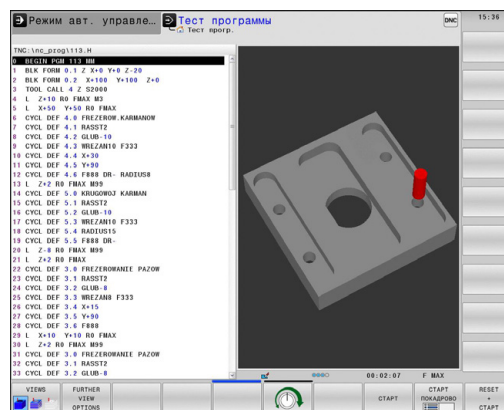 Режим авт. управле…
Тест программы
Тест прогр.
DNC
15:36
TNC:\nc_prog\113.H
0 BEGIN PGM 113 MM
1 BLK FORM 0.1 Z X+0 Y+0 Z-20
2 BLK FORM 0.2 X+100 Y+100 Z+0
3 TOOL CALL 4 Z S2000
4 L Z+10 R0 FMAX M3
5 L X+50 Y+50 R0 FMAX
6 CYCL DEF 4.0 FREZEROW.KARMANOW
7 CYCL DEF 4.1 RASST2
8 CYCL DEF 4.2 GLUB-10
9 CYCL DEF 4.3 WREZAN10 F333
10 CYCL DEF 4.4 X+30
11 CYCL DEF 4.5 Y+90
12 CYCL DEF 4.6 F888 DR- RADIUS8
13 L Z+2 R0 FMAX M99
14 CYCL DEF 5.0 KRUGOWOJ KARMAN
15 CYCL DEF 5.1 RASST2
16 CYCL DEF 5.2 GLUB-10
17 CYCL DEF 5.3 WREZAN10 F333
18 CYCL DEF 5.4 RADIUS15
19 CYCL DEF 5.5 F888 DR-
20 L Z-8 R0 FMAX M99
21 L Z+2 R0 FMAX
22 CYCL DEF 3.0 FREZEROWANIE PAZOW
23 CYCL DEF 3.1 RASST2
24 CYCL DEF 3.2 GLUB-8
25 CYCL DEF 3.3 WREZAN8 F333
26 CYCL DEF 3.4 X+15
27 CYCL DEF 3.5 Y+90
28 CYCL DEF 3.6 F888
29 L X+10 Y+10 R0 FMAX
30 L Z+2 R0 FMAX M99
31 CYCL DEF 3.0 FREZEROWANIE PAZOW
32 CYCL DEF 3.1 RASST2
33 CYCL DEF 3.2 GLUB-8
00:02:07 F MAX
VIEWS
FURTHER VIEW OPTIONS
СТАРТ
СТАРТ ПОКАДРОВО
RESET + СТАРТ